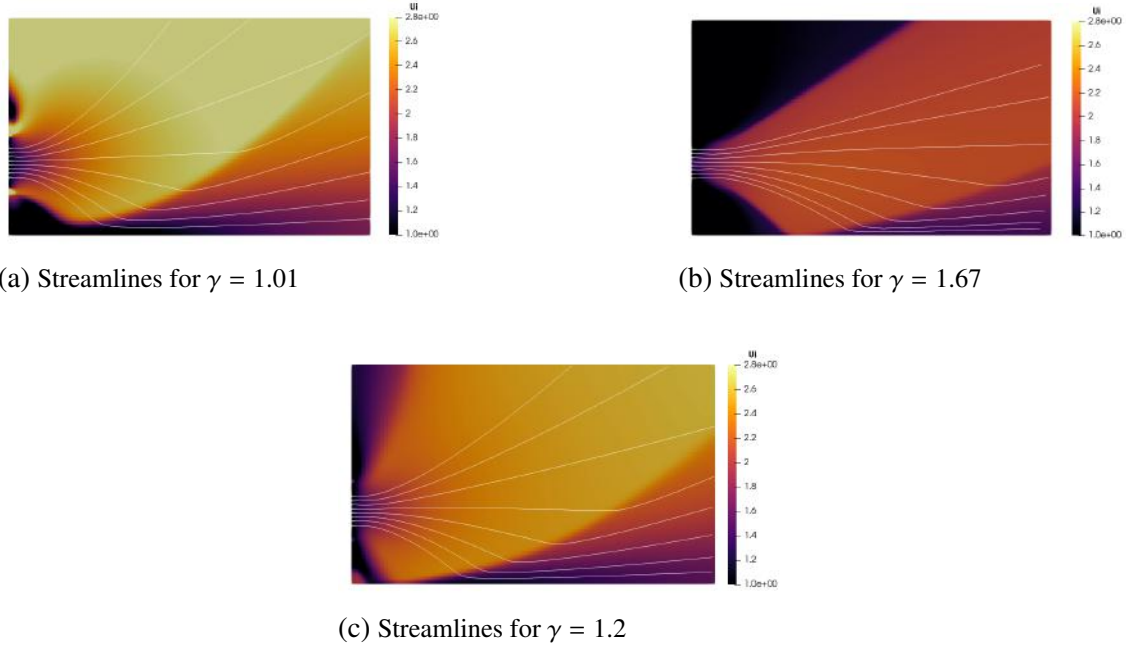 Ui
2.8e+00
2.6
2.4
2.2
2
1.8
1.6
1.4
1.2
1.0e+00
(a) Streamlines for γ = 1.01
Ui
2.8e+00
2.6
2.4
2.2
2
1.8
1.6
1.4
1.2
1.0e+00
(b) Streamlines for γ = 1.67
Ui
2.8e+00
2.6
2.4
2.2
2
1.8
1.6
1.4
1.2
1.0e+00
(c) Streamlines for γ = 1.2